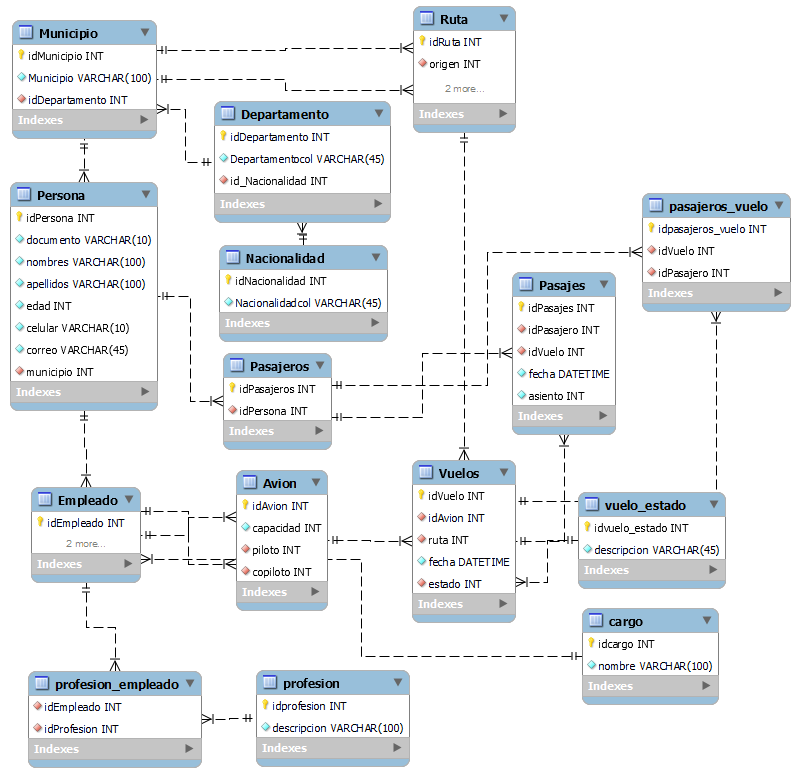 Municipio
idMunicipio INT
Municipio VARCHAR(100)
idDepartamento INT
Indexes
Ruta
idRuta INT
origen INT
2 more...
Indexes
Departamento
idDepartamento INT
Departamentocol VARCHAR(45)
id_Nacionalidad INT
Indexes
Persona
idPersona INT
documento VARCHAR(10)
nombres VARCHAR(100)
apellidos VARCHAR(100)
edad INT
celular VARCHAR(10)
correo VARCHAR(45)
municipio INT
Indexes
Nacionalidad
idNacionalidad INT
Nacionalidadcol VARCHAR(45)
Indexes
pasajeros_vuelo
idpasajeros_vuelo INT
idVuelo INT
idPasajero INT
Indexes
Pasajes
idPasajes INT
idPasajero INT
idVuelo INT
fecha DATETIME
asiento INT
Indexes
Pasajeros
idPasajeros INT
idPersona INT
Indexes
Empleado
idEmpleado INT
2 more...
Indexes
Avion
idAvion INT
capacidad INT
piloto INT
copiloto INT
Indexes
Vuelos
idVuelo INT
idAvion INT
ruta INT
fecha DATETIME
estado INT
Indexes
vuelo_estado
idvuelo_estado INT
descripcion VARCHAR(45)
Indexes
cargo
idcargo INT
nombre VARCHAR(100)
Indexes
profesion_empleado
idEmpleado INT
idProfesion INT
Indexes
profesion
idprofesion INT
descripcion VARCHAR(100)
Indexes